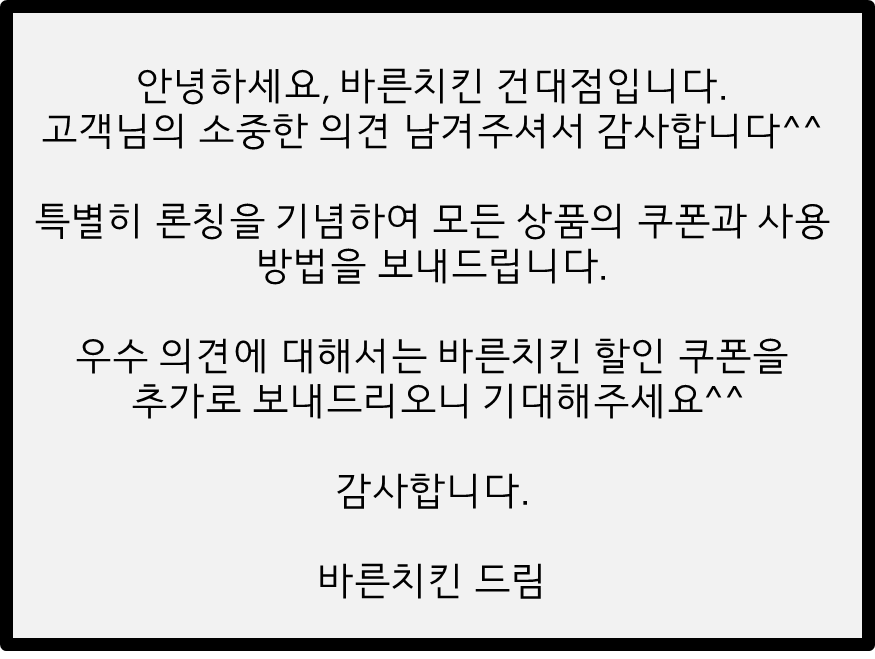 안녕하세요, 바른치킨 건대점입니다.
고객님의 소중한 의견 남겨주셔서 감사합니다^^
특별히 론칭을 기념하여 모든 상품의 쿠폰과 사용
방법을 보내드립니다.
우수 의견에 대해서는 바른치킨 할인 쿠폰을
추가로 보내드리오니 기대해주세요^^
감사합니다.
바른치킨 드림